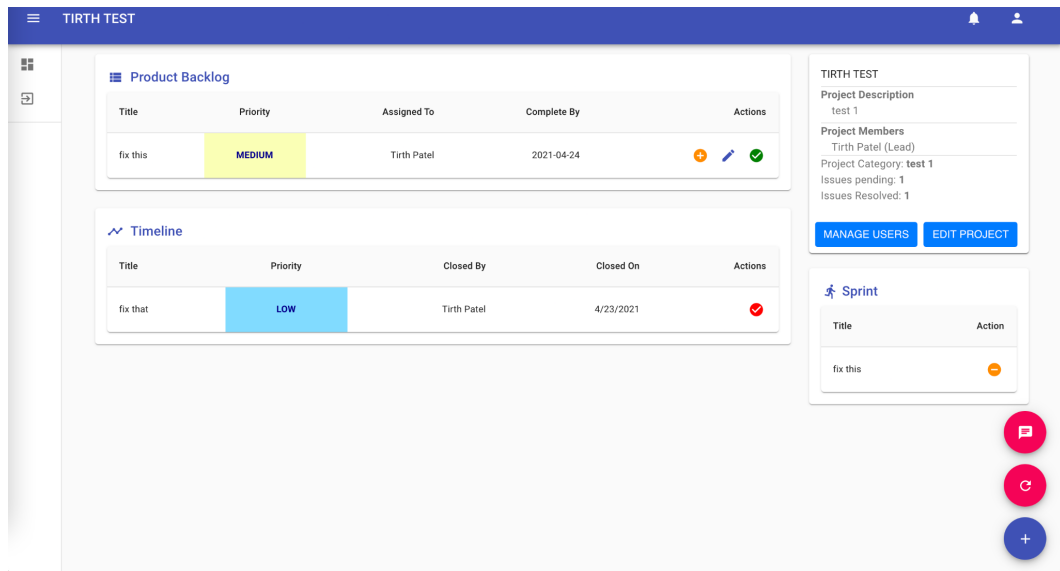 TIRTH TEST
Product Backlog
Title Priority Assigned To Complete By Actions
fix this MEDIUM Tirth Patel 2021-04-24
Timeline
Title Priority Closed By Closed On Actions
fix that LOW Tirth Patel 4/23/2021
TIRTH TEST
Project Description
test 1
Project Members
Tirth Patel (Lead)
Project Category: test 1
Issues pending: 1
Issues Resolved: 1
MANAGE USERS EDIT PROJECT
Sprint
Title Action
fix this